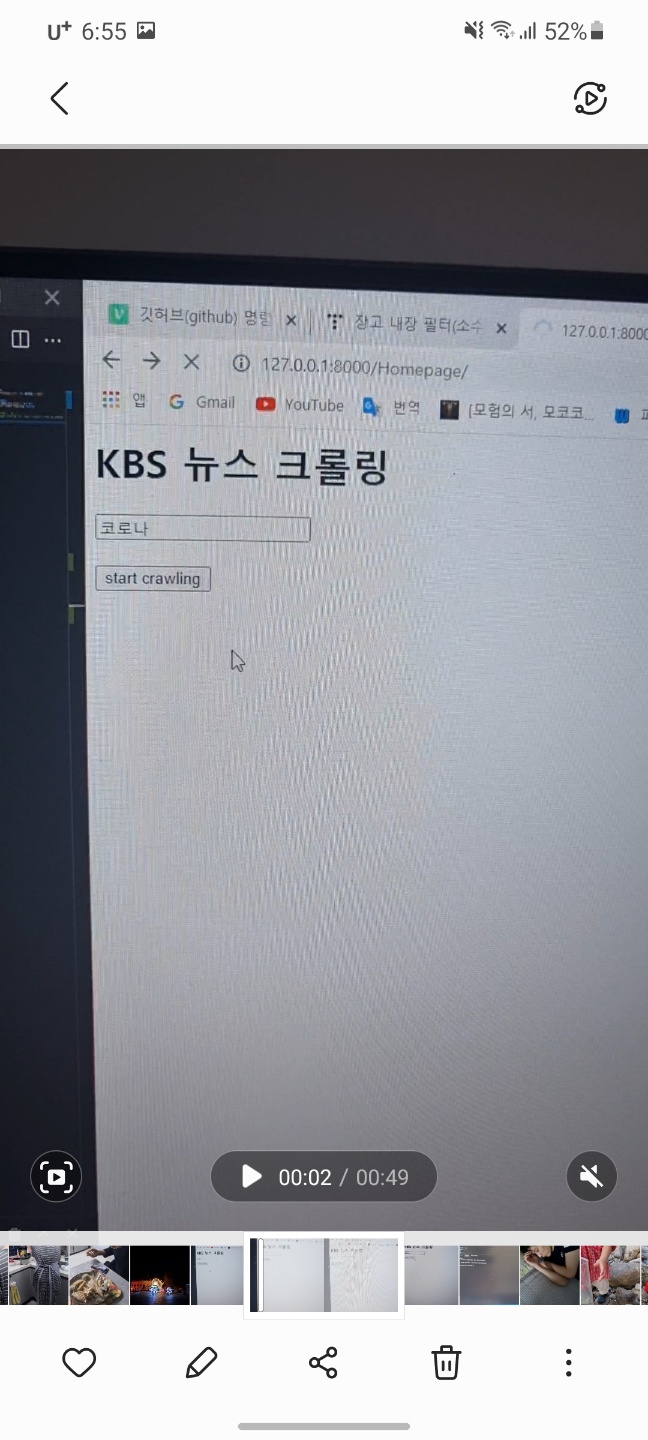 U+ 6:55 52%
깃허브(github) 명령
장고 내장 필터(소수
127.0.0.1:8000
127.0.0.1:8000/Homepage/
앱 Gmail YouTube 번역 [모험의 서, 모코코...
KBS 뉴스 크롤링
코로나
start crawling
00:02 / 00:49